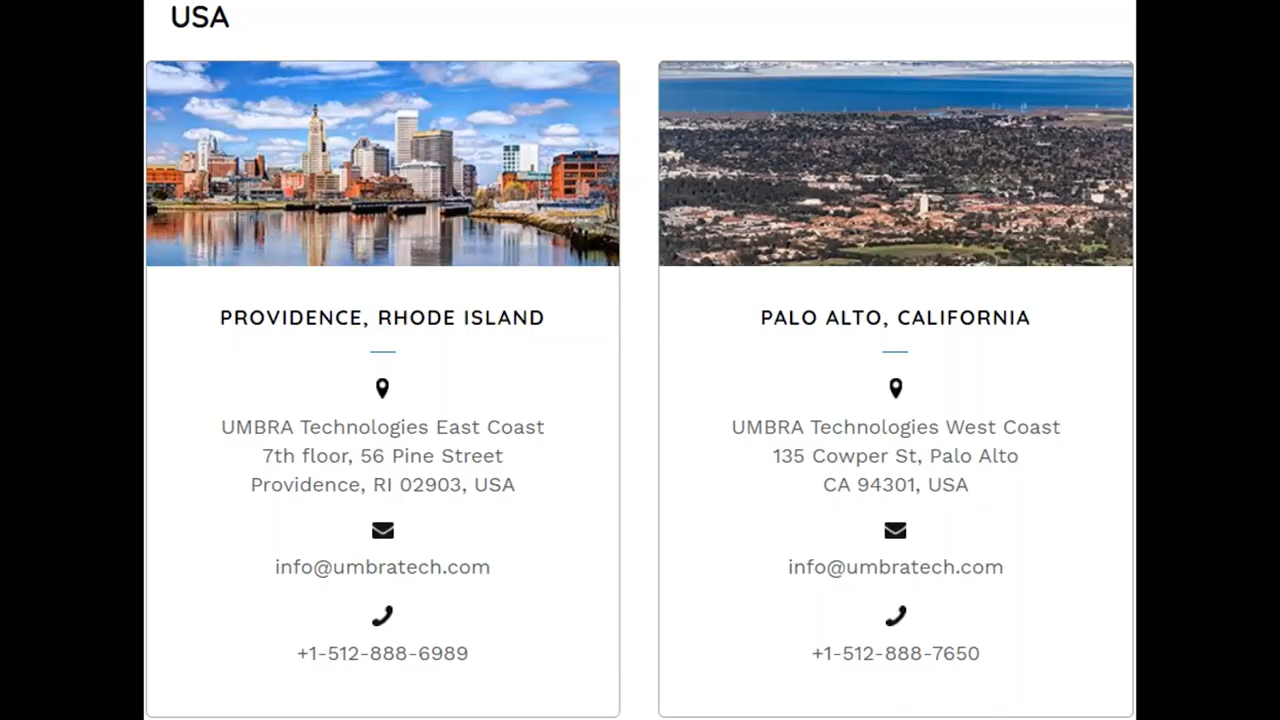 USA
PROVIDENCE, RHODE ISLAND
UMBRA Technologies East Coast
7th floor, 56 Pine Street
Providence, RI 02903, USA
info@umbratech.com
+1-512-888-6989
PALO ALTO, CALIFORNIA
UMBRA Technologies West Coast
135 Cowper St, Palo Alto
CA 94301, USA
info@umbratech.com
+1-512-888-7650